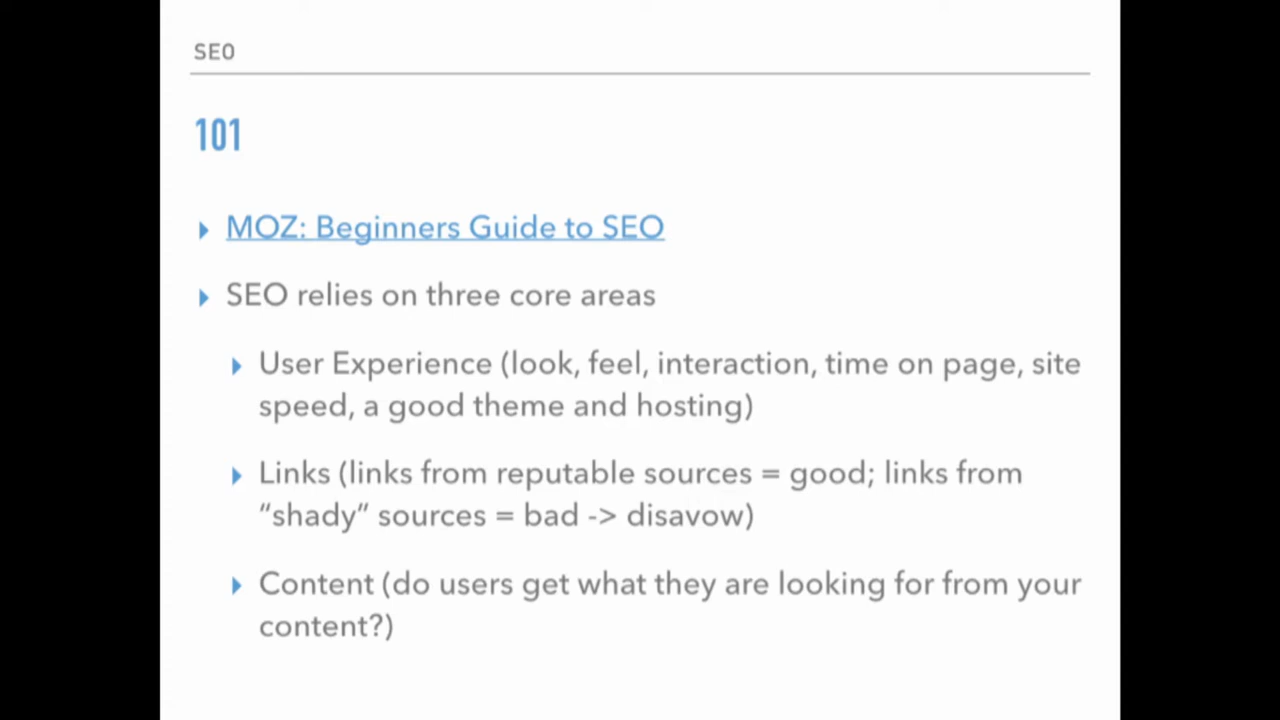 SEO
101
MOZ: Beginners Guide to SEO
SEO relies on three core areas
User Experience (look, feel, interaction, time on page, site
speed, a good theme and hosting)
Links (links from reputable sources = good; links from
“shady” sources = bad -> disavow)
Content (do users get what they are looking for from your
content?)